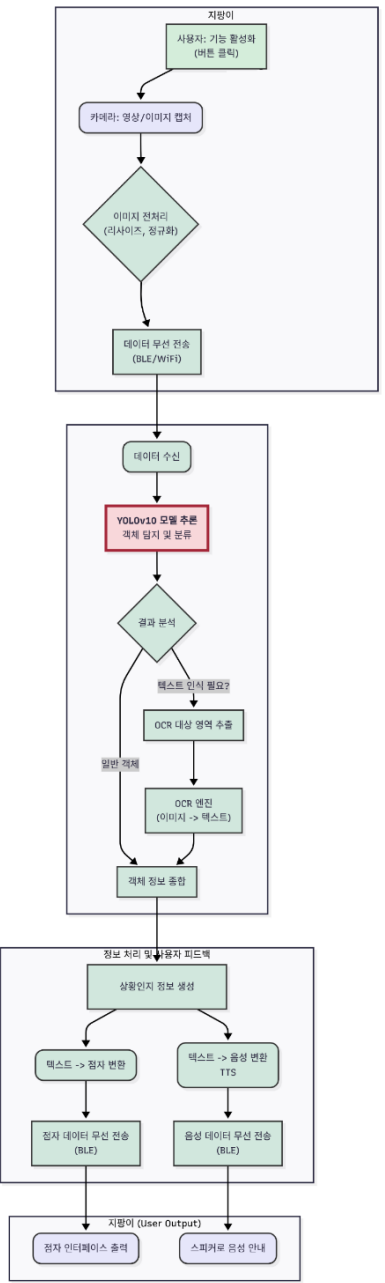 지팡이
사용자: 기능 활성화
(버튼 클릭)
카메라: 영상/이미지 캡처
이미지 전처리
(리사이즈, 정규화)
데이터 무선 전송
(BLE/WiFi)
데이터 수신
YOLOv10 모델 추론
객체 탐지 및 분류
결과 분석
텍스트 인식 필요?
OCR 대상 영역 추출
일반 객체
OCR 엔진
(이미지 -> 텍스트)
객체 정보 종합
정보 처리 및 사용자 피드백
상황인지 정보 생성
텍스트 -> 점자 변환
텍스트 -> 음성 변환
TTS
점자 데이터 무선 전송
(BLE)
음성 데이터 무선 전송
(BLE)
지팡이 (User Output)
점자 인터페이스 출력
스피커로 음성 안내